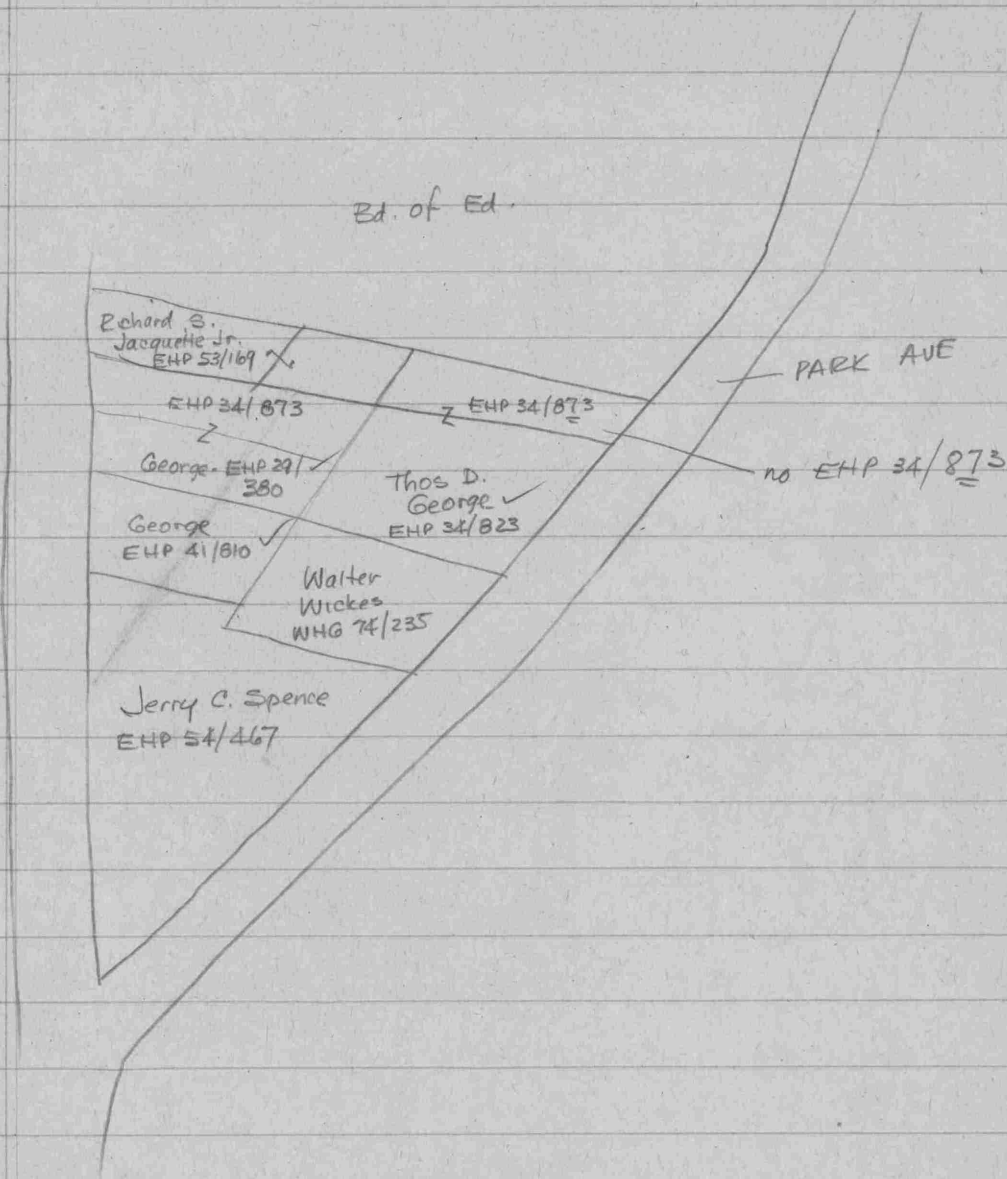 Bd. of Ed.
Richard S.
Jacquette Jr.
EHP 53/169
PARK AVE
EHP 34/873
Z EHP 34/873
Z
no EHP 34/873
George - EHP 29/
380
Thos D.
George ✓
EHP 34/823
George
EHP 41/810
Walter
Wickes
WHG 74/235
Jerry C. Spence
EHP 54/467